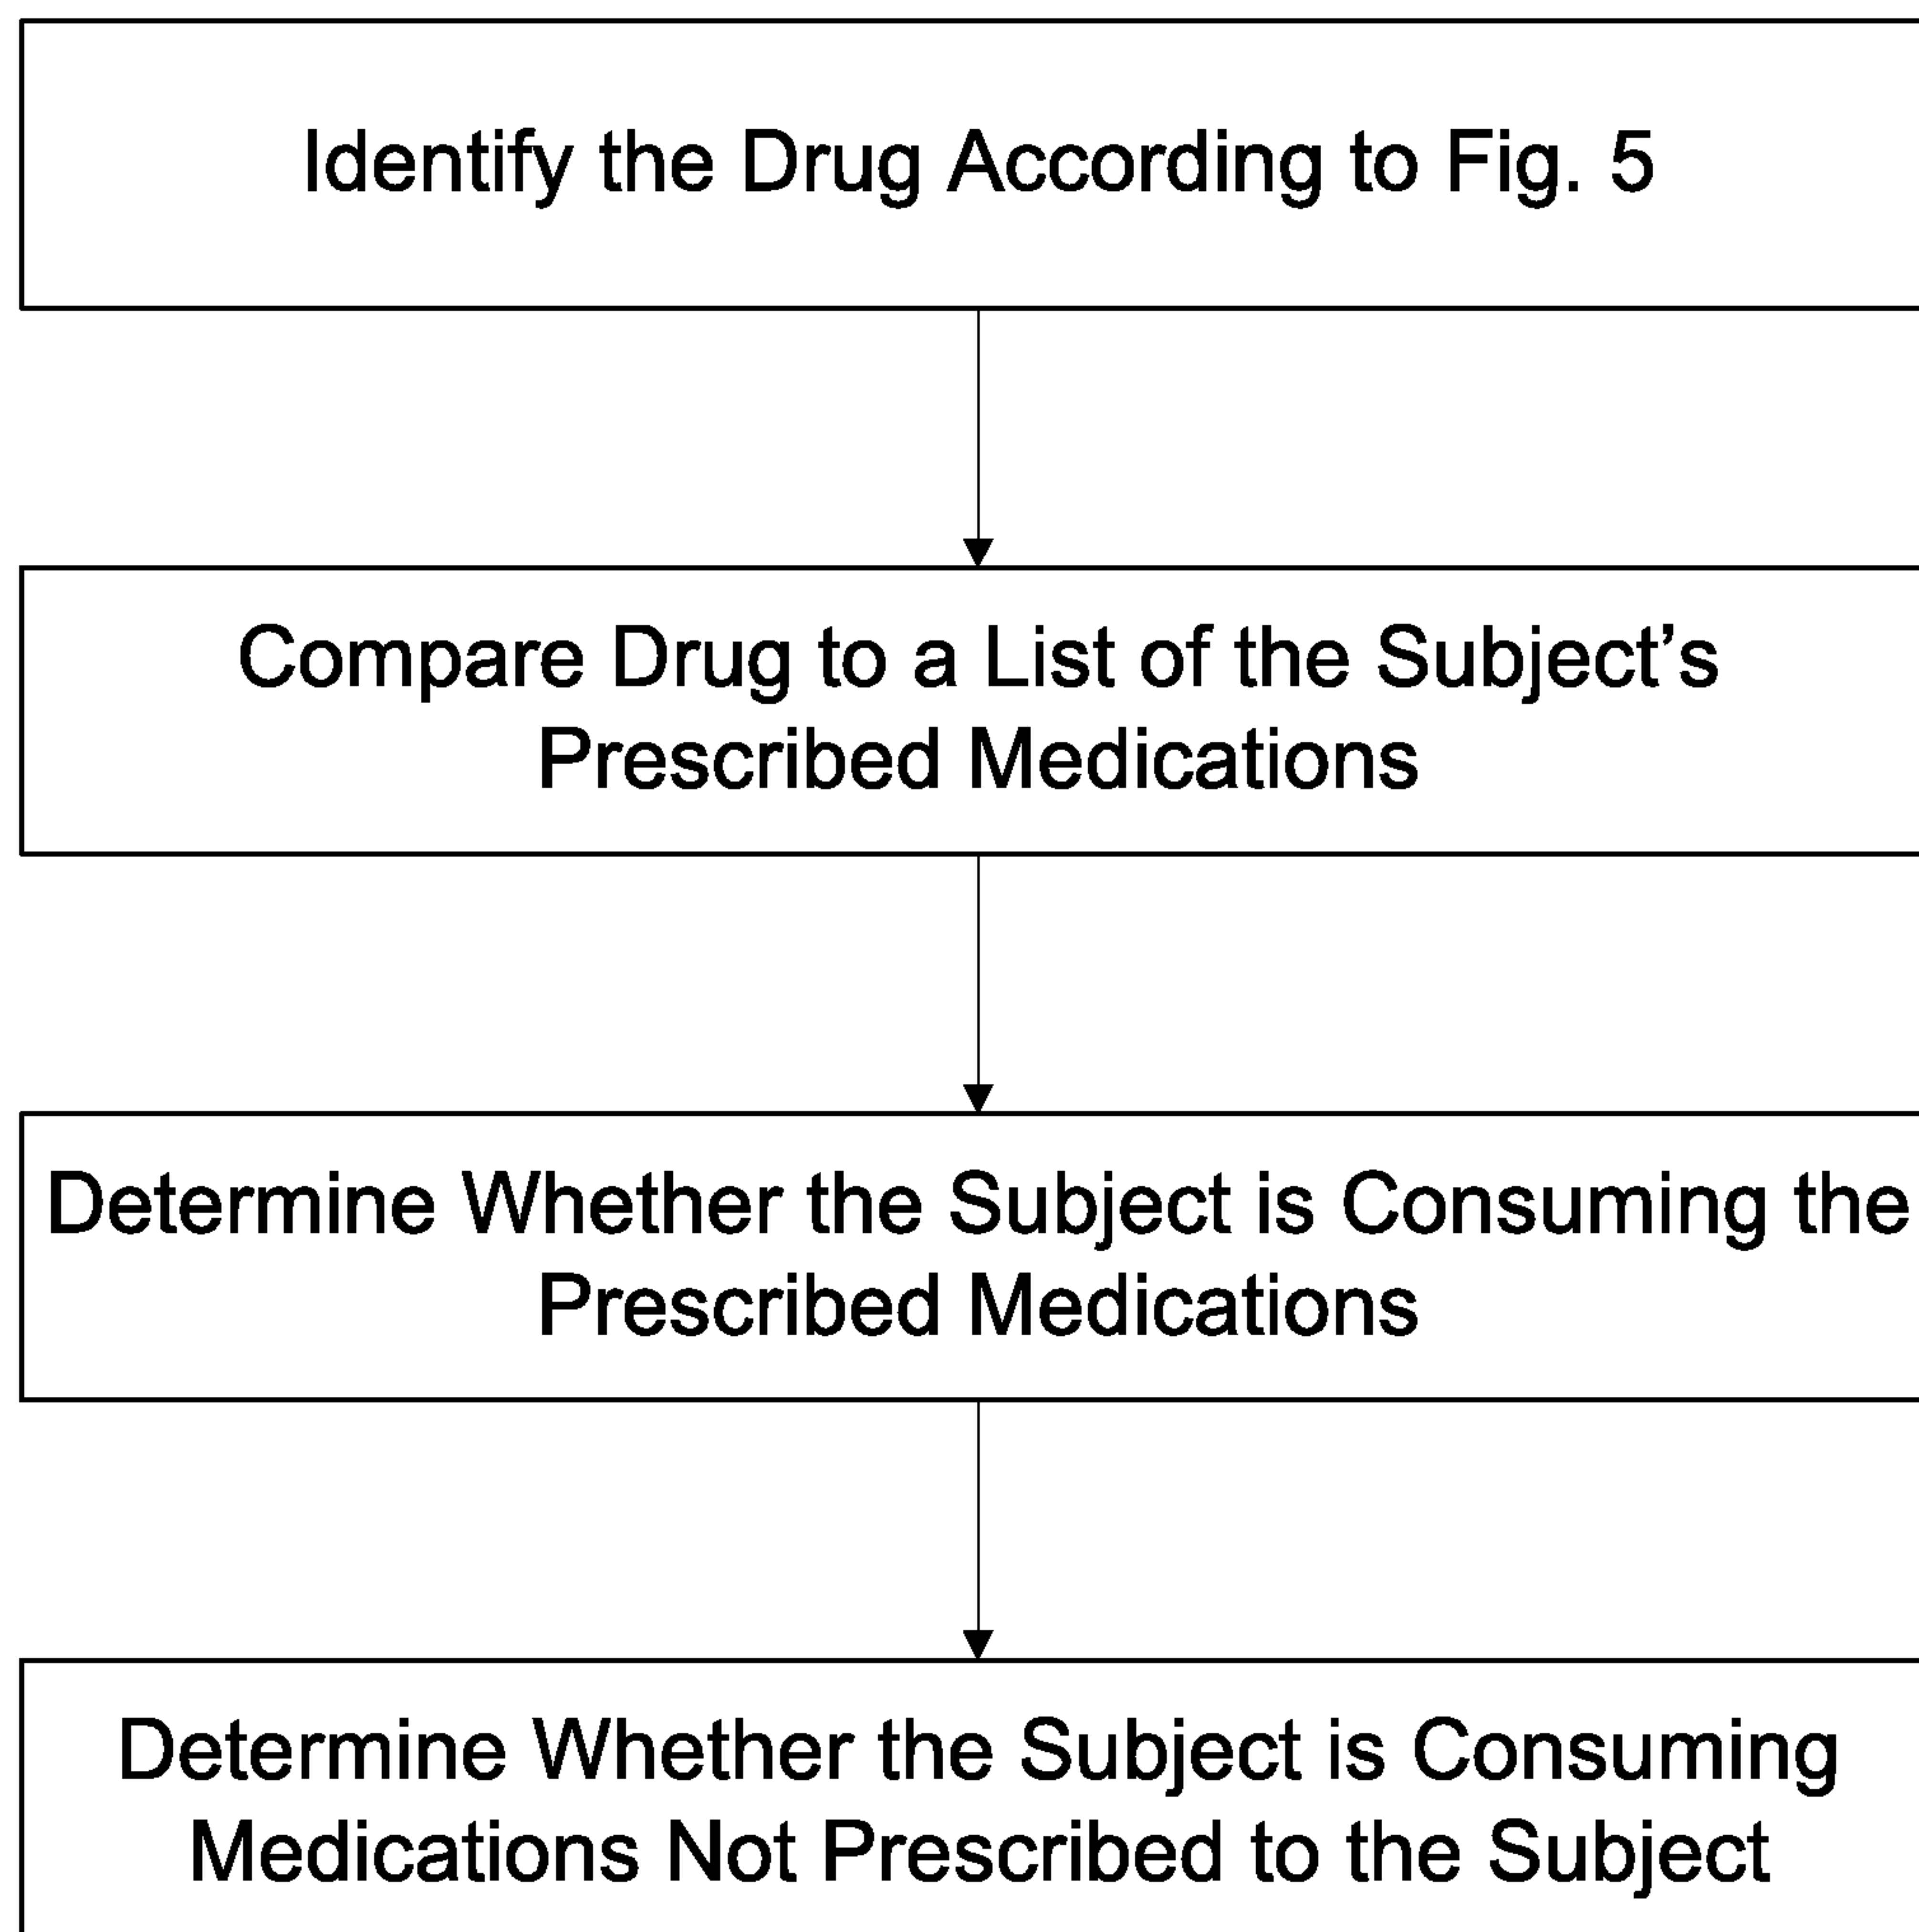 Identify the Drug According to Fig. 5
Compare Drug to a List of the Subject’s
Prescribed Medications
Determine Whether the Subject is Consuming the
Prescribed Medications
Determine Whether the Subject is Consuming
Medications Not Prescribed to the Subject